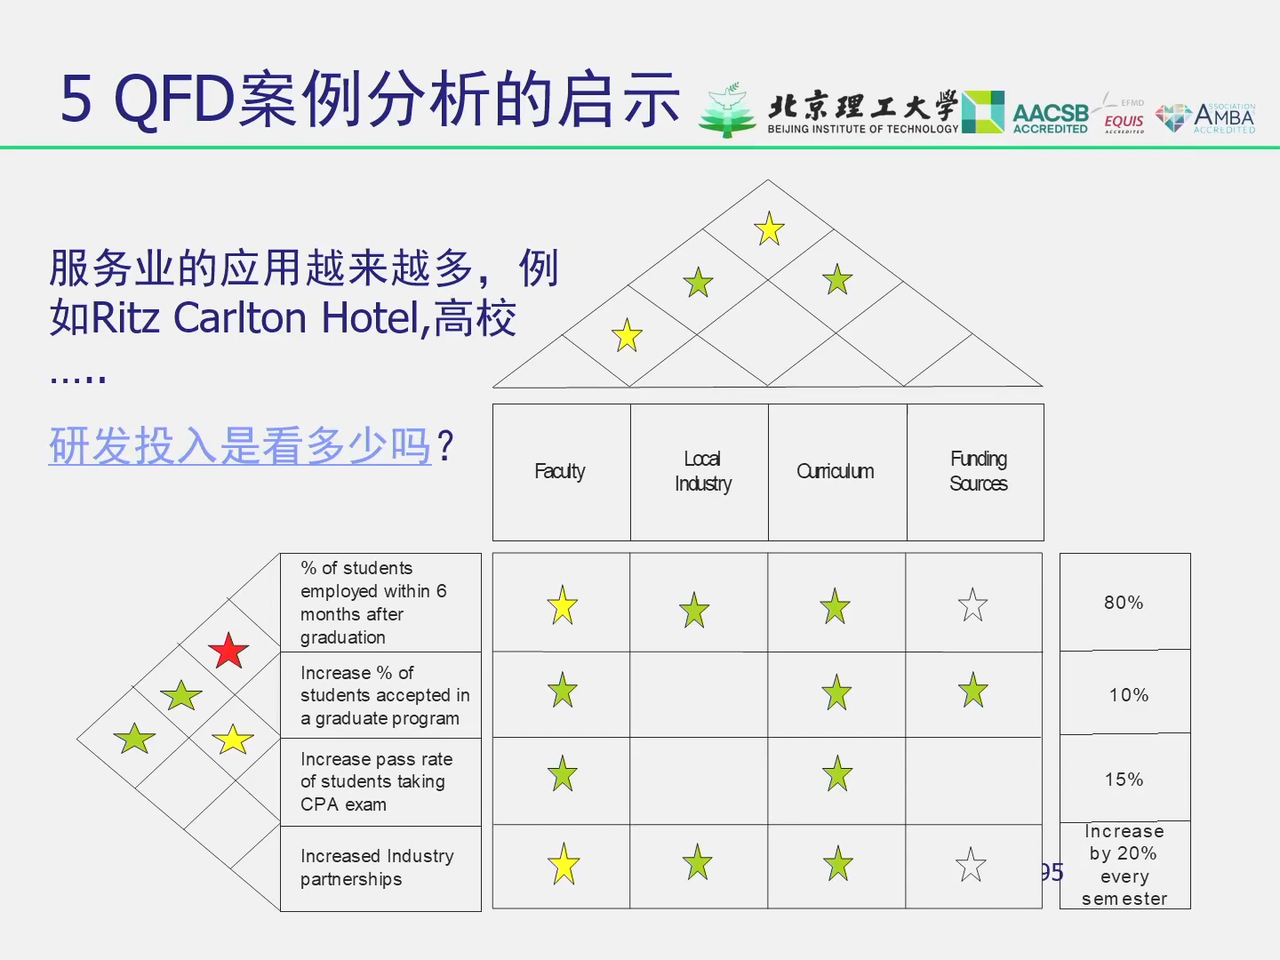 5 QFD案例分析的启示
北京理工大学
BEIJING INSTITUTE OF TECHNOLOGY
AACSB
ACCREDITED
EFMD
EQUIS
ACCREDITED
ASSOCIATION
AMBA
ACCREDITED
服务业的应用越来越多，例
如Ritz Carlton Hotel,高校
…..
研发投入是看多少吗？
Faculty
Local
Industry
Curriculum
Funding
Sources
% of students
employed within 6
months after
graduation
80%
Increase % of
students accepted in
a graduate program
10%
Increase pass rate
of students taking
CPA exam
15%
Increased Industry
partnerships
Increase
by 20%
every
semester
95